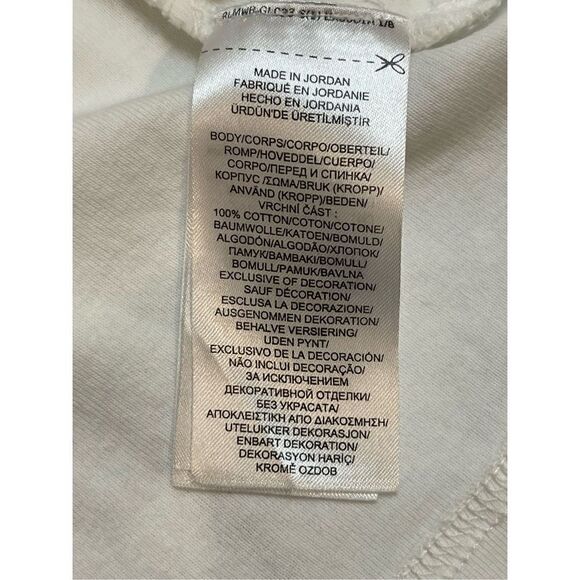 MADE IN JORDAN
FABRIQUÉ EN JORDANIE
HECHO EN JORDANIA
ÜRDÜN'DE ÜRETİLMİŞTİR
BODY/CORPS/CORPO/OBERTEIL/
ROMP/HOVEDDEL/CUERPO/
CORPO/ПЕРЕД И СПИНКА/
КОРПУС /ΣΩΜΑ/BUK (KROPP)/
ANVÄND (KROPP)/BEDEN/
VRCHNÍ ČÁST :
100% COTTON/COTON/COTONE/
BAUMWOLLE/KATOEN/BOMULD/
ALGODÓN/ALGODÃO/ХЛОПОК/
ПАМУК/ΒΑΜΒΑΚΙ/BOMULL/
BOMULL/PAMUK/BAVLNA
EXCLUSIVE OF DECORATION/
SAUF DÉCORATION/
ESCLUSA LA DECORAZIONE/
AUSGENOMMEN DEKORATION/
BEHALVE VERSIERING/
UDEN PYNT/
EXCLUSIVO DE LA DECORACIÓN/
NÃO INCLUI DECORAÇÃO/
ЗА ИСКЛЮЧЕНИЕМ
ДЕКОРАТИВНОЙ ОТДЕЛКИ/
БЕЗ УКРАСАТА/
ΑΠΟΚΛΕΙΣΤΙΚΗ ΑΠΟ ΔΙΑΚΟΣΜΗΣΗ/
UTELUKKER DEKORASJON/
ENBART DEKORATION/
DEKORASYON HARİÇ/
KROMĚ OZDOB